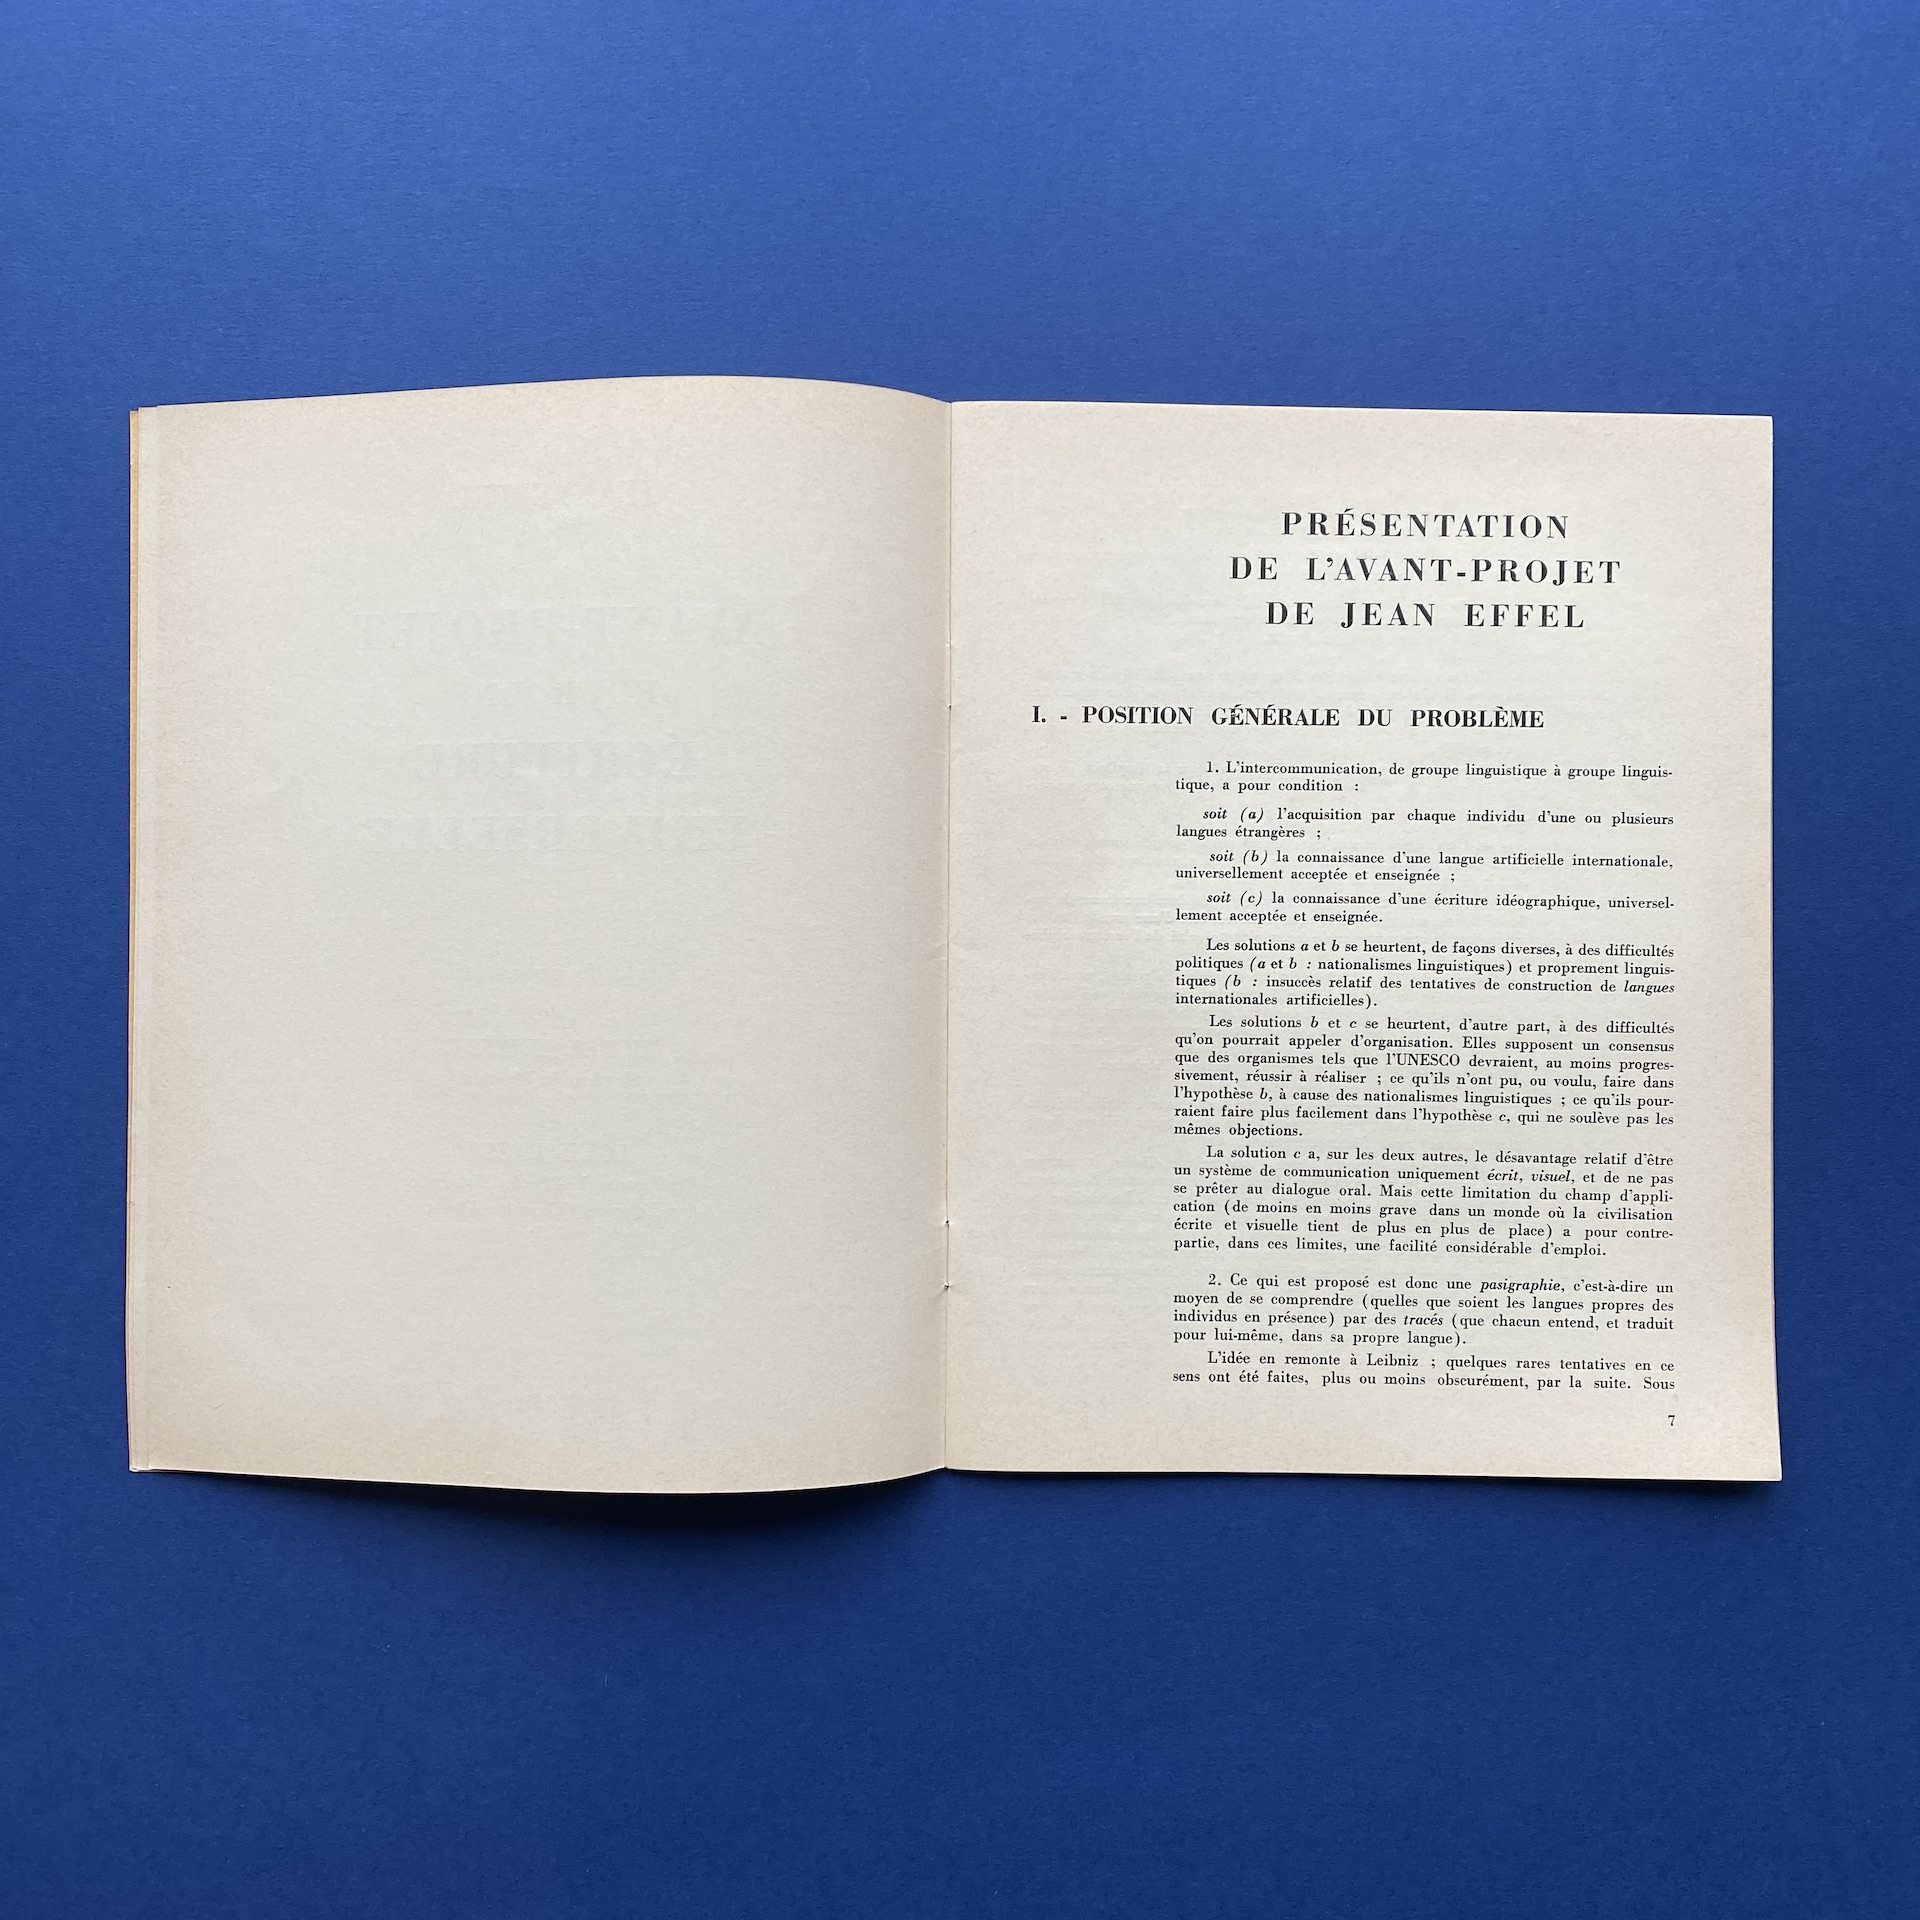 PRÉSENTATION
DE L'AVANT-PROJET
DE JEAN EFFEL
I. - POSITION GÉNÉRALE DU PROBLÈME
1. L'intercommunication, de groupe linguistique à groupe linguis-
tique, a pour condition :
soit (a) l'acquisition par chaque individu d'une ou plusieurs
langues étrangères ;
soit (b) la connaissance d'une langue artificielle internationale,
universellement acceptée et enseignée ;
soit (c) la connaissance d'une écriture idéographique, universel-
lement acceptée et enseignée.
Les solutions a et b se heurtent, de façons diverses, à des difficultés
politiques (a et b : nationalismes linguistiques) et proprement linguis-
tiques (b : insuccès relatif des tentatives de construction de langues
internationales artificielles).
Les solutions b et c se heurtent, d'autre part, à des difficultés
qu'on pourrait appeler d'organisation. Elles supposent un consensus
que des organismes tels que l'UNESCO devraient, au moins progres-
sivement, réussir à réaliser ; ce qu'ils n'ont pu, ou voulu, faire dans
l'hypothèse b, à cause des nationalismes linguistiques ; ce qu'ils pour-
raient faire plus facilement dans l'hypothèse c, qui ne soulève pas les
mêmes objections.
La solution c a, sur les deux autres, le désavantage relatif d'être
un système de communication uniquement écrit, visuel, et de ne pas
se prêter au dialogue oral. Mais cette limitation du champ d'appli-
cation (de moins en moins grave dans un monde où la civilisation
écrite et visuelle tient de plus en plus de place) a pour contre-
partie, dans ces limites, une facilité considérable d'emploi.
2. Ce qui est proposé est donc une pasigraphie, c'est-à-dire un
moyen de se comprendre (quelles que soient les langues propres des
individus en présence) par des tracés (que chacun entend, et traduit
pour lui-même, dans sa propre langue).
L'idée en remonte à Leibniz ; quelques rares tentatives en ce
sens ont été faites, plus ou moins obscurément, par la suite. Sous
7